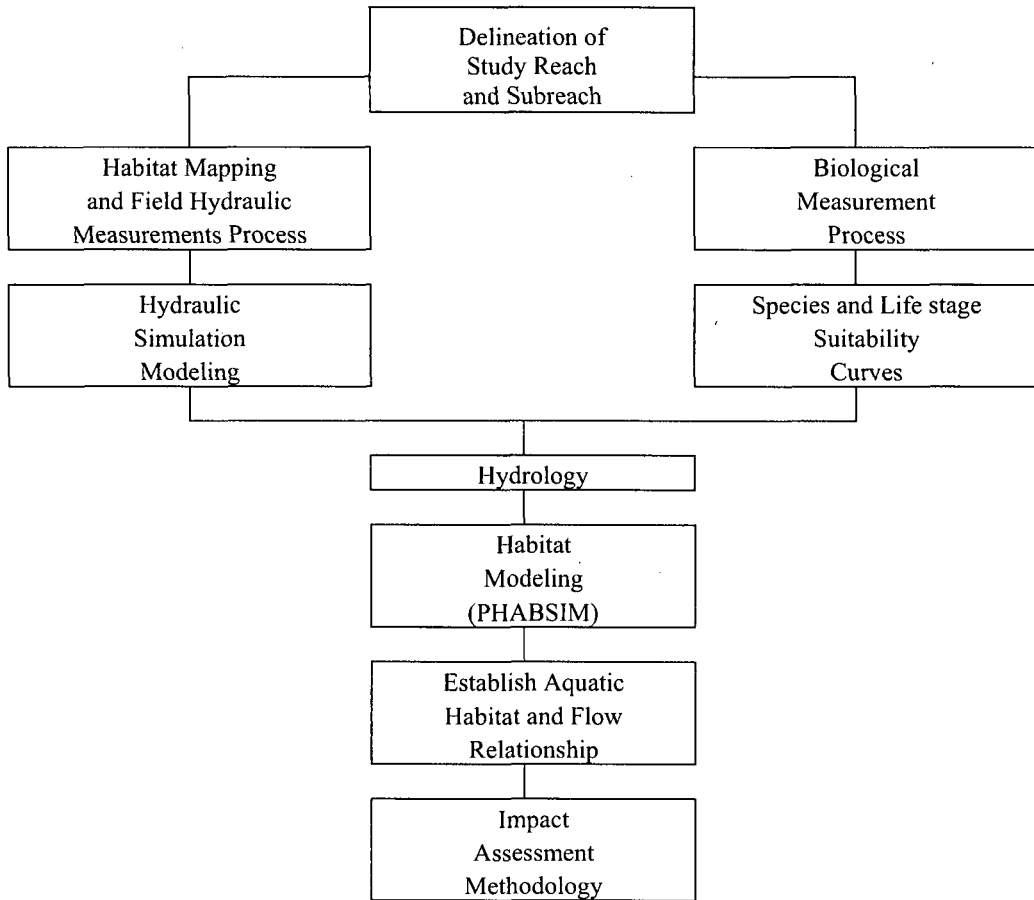 Delineation of
Study Reach
and Subreach
Habitat Mapping
and Field Hydraulic
Measurements Process
Biological
Measurement
Process
Hydraulic
Simulation
Modeling
Species and Life stage
Suitability
Curves
Hydrology
Habitat
Modeling
(PHABSIM)
Establish Aquatic
Habitat and Flow
Relationship
Impact
Assessment
Methodology